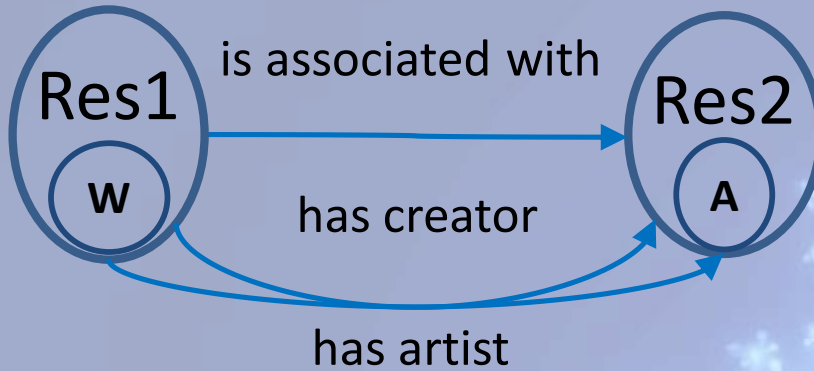 is associated with
Res1
Res2
W
A
has creator
has artist